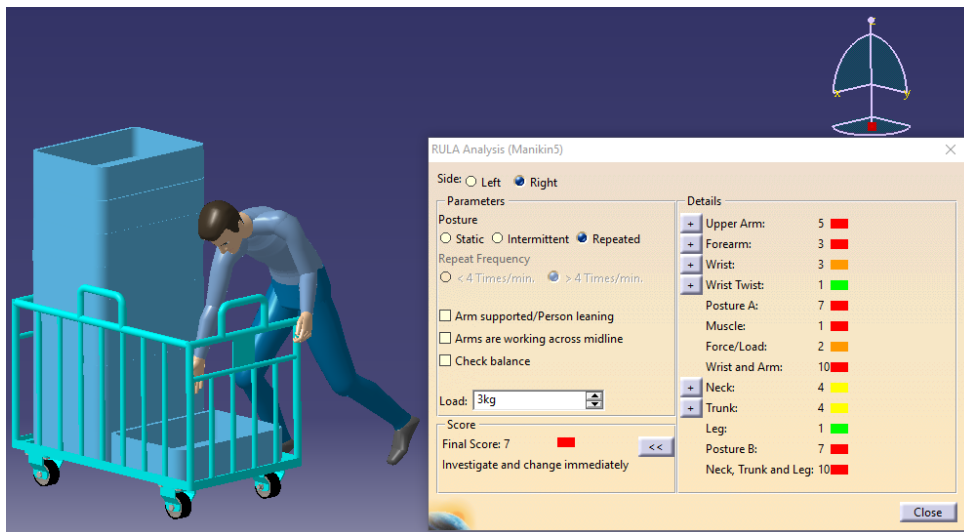 z
x
y
RULA Analysis (Manikin5)
Side: Left Right
Parameters
Posture
Static Intermittent Repeated
Repeat Frequency
< 4 Times/min. > 4 Times/min.
Arm supported/Person leaning
Arms are working across midline
Check balance
Load: 3kg
Score
Final Score: 7
<<
Investigate and change immediately
Details
+ Upper Arm: 5
+ Forearm: 3
+ Wrist: 3
+ Wrist Twist: 1
Posture A: 7
Muscle: 1
Force/Load: 2
Wrist and Arm: 10
+ Neck: 4
+ Trunk: 4
Leg: 1
Posture B: 7
Neck, Trunk and Leg: 10
Close